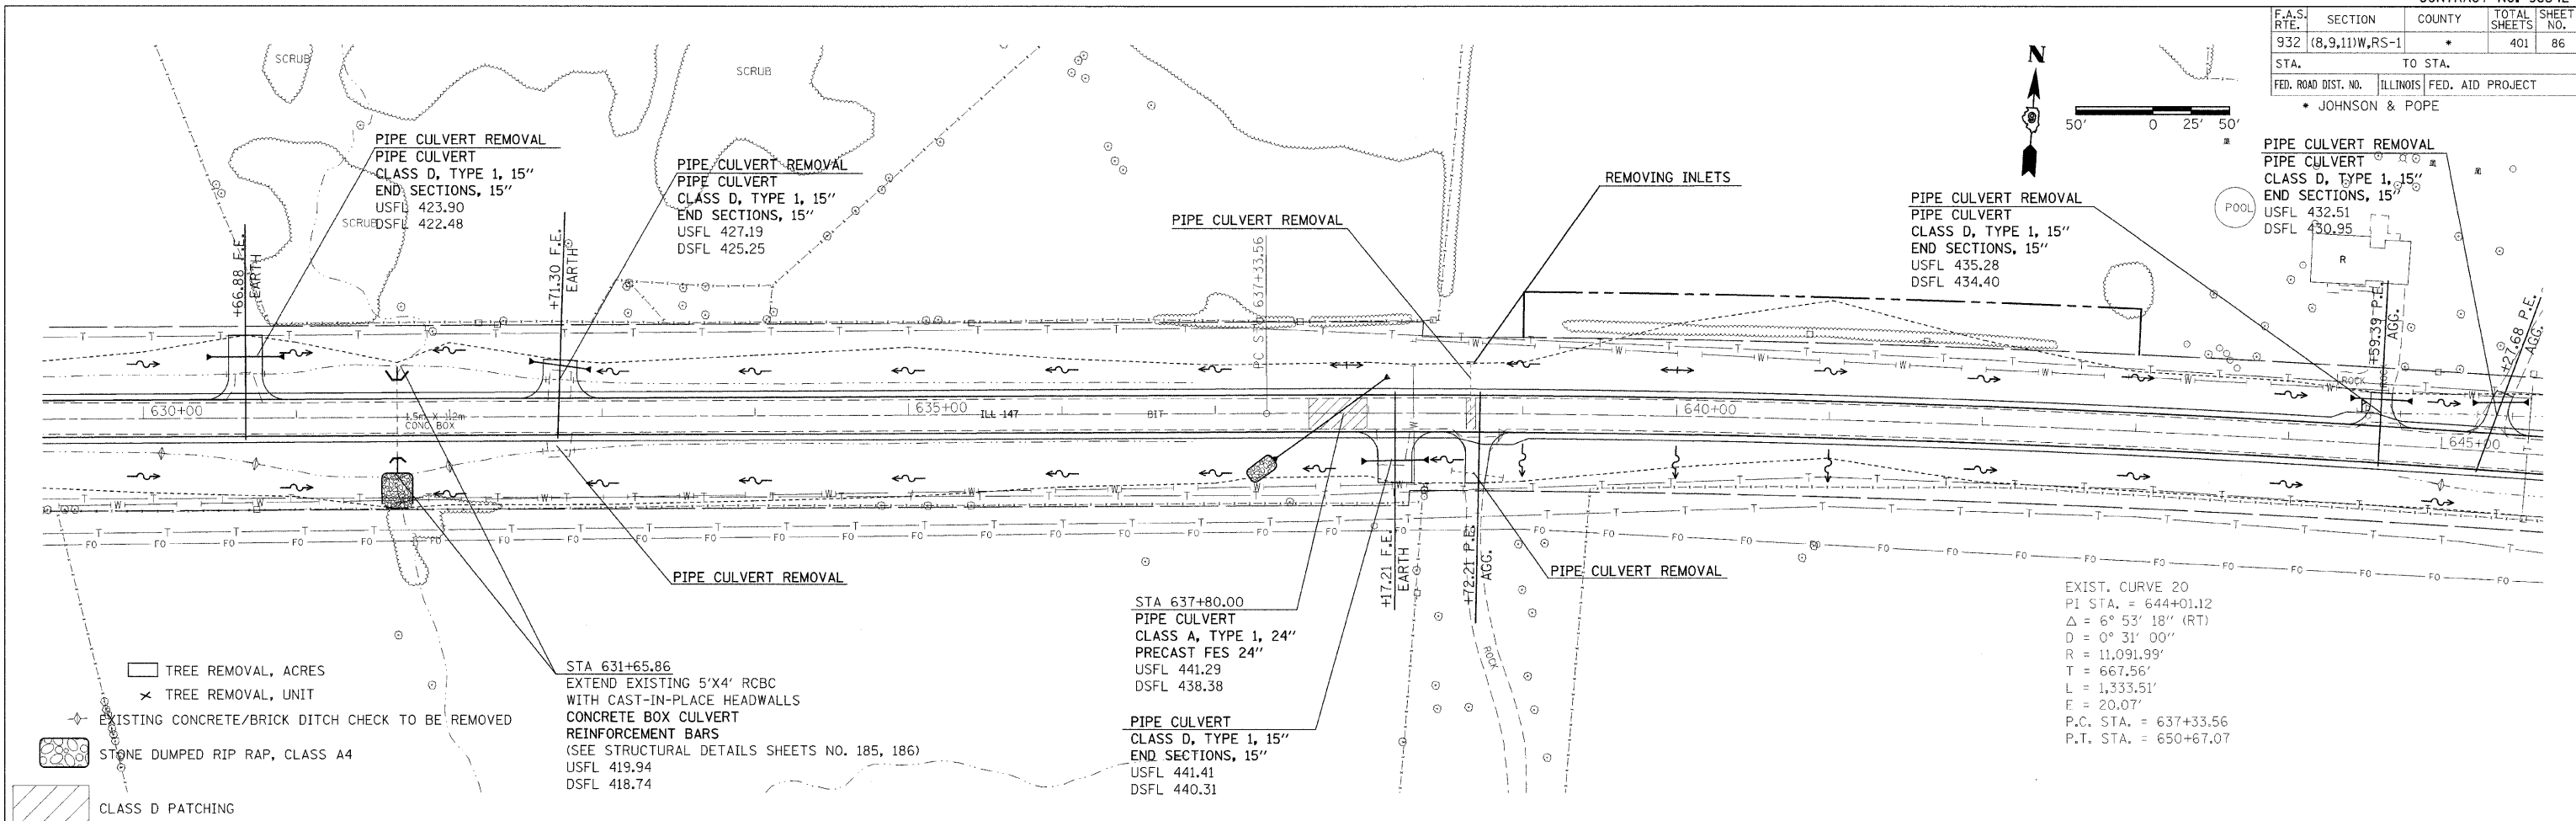 F.A.S. RTE. SECTION COUNTY TOTAL SHEETS SHEET NO.
932 (8,9,11)W,RS-1 * 401 86
STA. TO STA.
FED. ROAD DIST. NO. ILLINOIS FED. AID PROJECT
* JOHNSON & POPE
N
50' 0 25' 50'
SCRUB
SCRUB
SCRUB
PIPE CULVERT REMOVAL
PIPE CULVERT
CLASS D, TYPE 1, 15"
END SECTIONS, 15"
USFL 423.90
DSFL 422.48
PIPE CULVERT REMOVAL
PIPE CULVERT
CLASS D, TYPE 1, 15"
END SECTIONS, 15"
USFL 427.19
DSFL 425.25
PIPE CULVERT REMOVAL
REMOVING INLETS
PIPE CULVERT REMOVAL
PIPE CULVERT
CLASS D, TYPE 1, 15"
END SECTIONS, 15"
USFL 435.28
DSFL 434.40
PIPE CULVERT REMOVAL
PIPE CULVERT
CLASS D, TYPE 1, 15"
END SECTIONS, 15"
USFL 432.51
DSFL 430.95
POOL
R
+66.88 F.E.
EARTH
+71.30 F.E.
EARTH
PC STA 637+33.56
+59.39 P.E.
AGG.
+27.68 P.E.
AGG.
ROCK
630+00
1.5m X 1.2m
CONC BOX
635+00
ILL 147
BIT
640+00
645+00
+17.21 F.E.
EARTH
+72.21 P.E.
AGG.
ROCK
PIPE CULVERT REMOVAL
PIPE CULVERT REMOVAL
STA 631+65.86
EXTEND EXISTING 5'X4' RCBC
WITH CAST-IN-PLACE HEADWALLS
CONCRETE BOX CULVERT
REINFORCEMENT BARS
(SEE STRUCTURAL DETAILS SHEETS NO. 185, 186)
USFL 419.94
DSFL 418.74
STA 637+80.00
PIPE CULVERT
CLASS A, TYPE 1, 24"
PRECAST FES 24"
USFL 441.29
DSFL 438.38
PIPE CULVERT
CLASS D, TYPE 1, 15"
END SECTIONS, 15"
USFL 441.41
DSFL 440.31
EXIST. CURVE 20
PI STA. = 644+01.12
Δ = 6° 53' 18" (RT)
D = 0° 31' 00"
R = 11,091.99'
T = 667.56'
L = 1,333.51'
E = 20.07'
P.C. STA. = 637+33.56
P.T. STA. = 650+67.07
TREE REMOVAL, ACRES
TREE REMOVAL, UNIT
EXISTING CONCRETE/BRICK DITCH CHECK TO BE REMOVED
STONE DUMPED RIP RAP, CLASS A4
CLASS D PATCHING